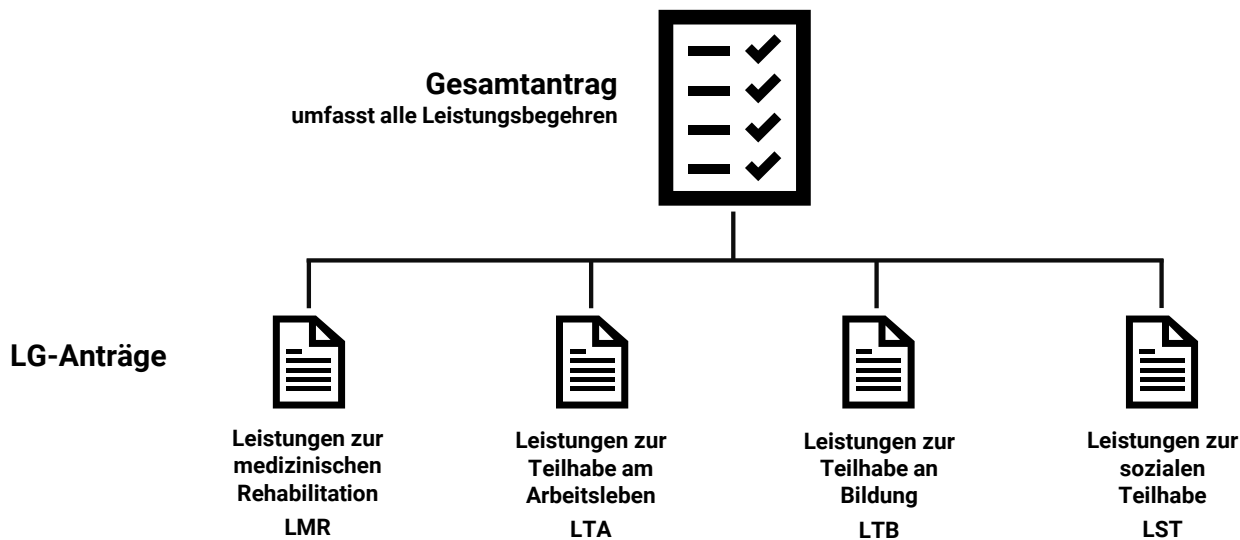 Gesamtantrag
umfasst alle Leistungsbegehren
LG-Anträge
Leistungen zur
medizinischen
Rehabilitation
LMR
Leistungen zur
Teilhabe am
Arbeitsleben
LTA
Leistungen zur
Teilhabe an
Bildung
LTB
Leistungen zur
sozialen
Teilhabe
LST